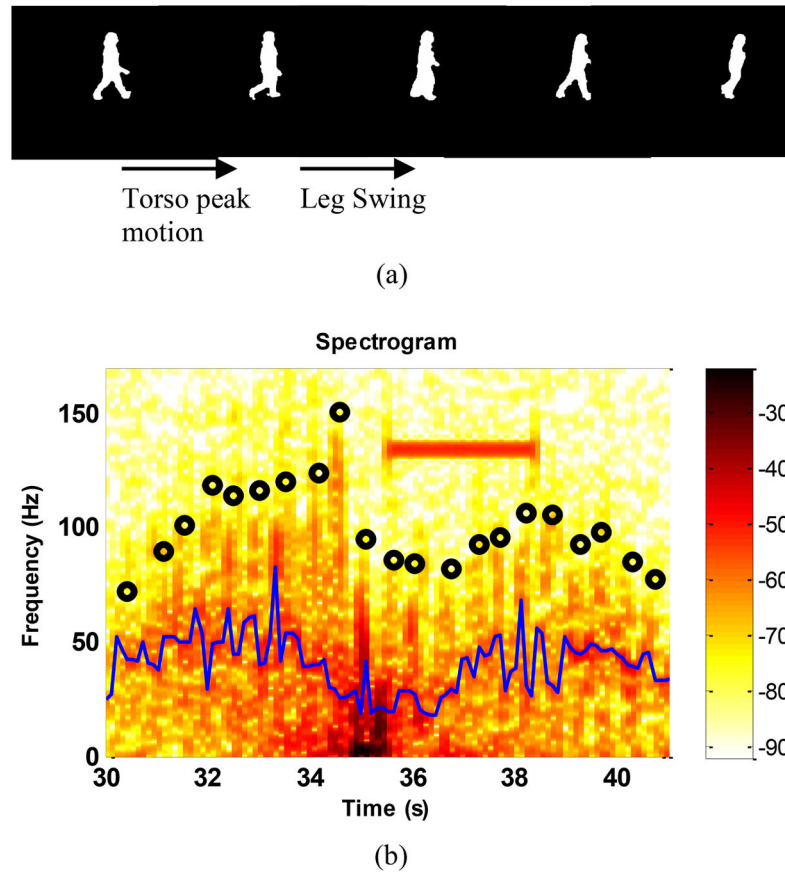 Torso peak
motion
Leg Swing
(a)
Spectrogram
Frequency (Hz)
150
100
50
0
30
32
34
36
38
40
Time (s)
-30
-40
-50
-60
-70
-80
-90
(b)